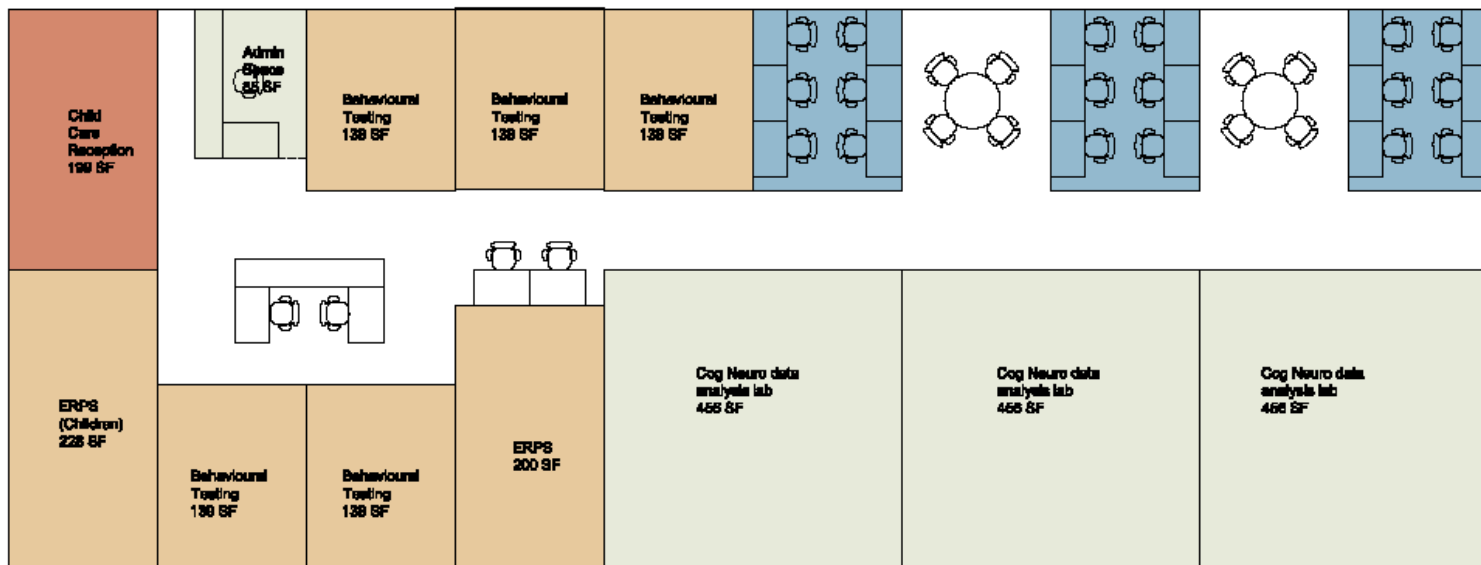 Child
Care
Reception
199 SF
Admin
Space
85 SF
Behavioural
Testing
139 SF
Behavioural
Testing
139 SF
Behavioural
Testing
139 SF
ERPS
(Children)
228 SF
Behavioural
Testing
139 SF
Behavioural
Testing
139 SF
ERPS
200 SF
Cog Neuro data
analysis lab
456 SF
Cog Neuro data
analysis lab
456 SF
Cog Neuro data
analysis lab
456 SF